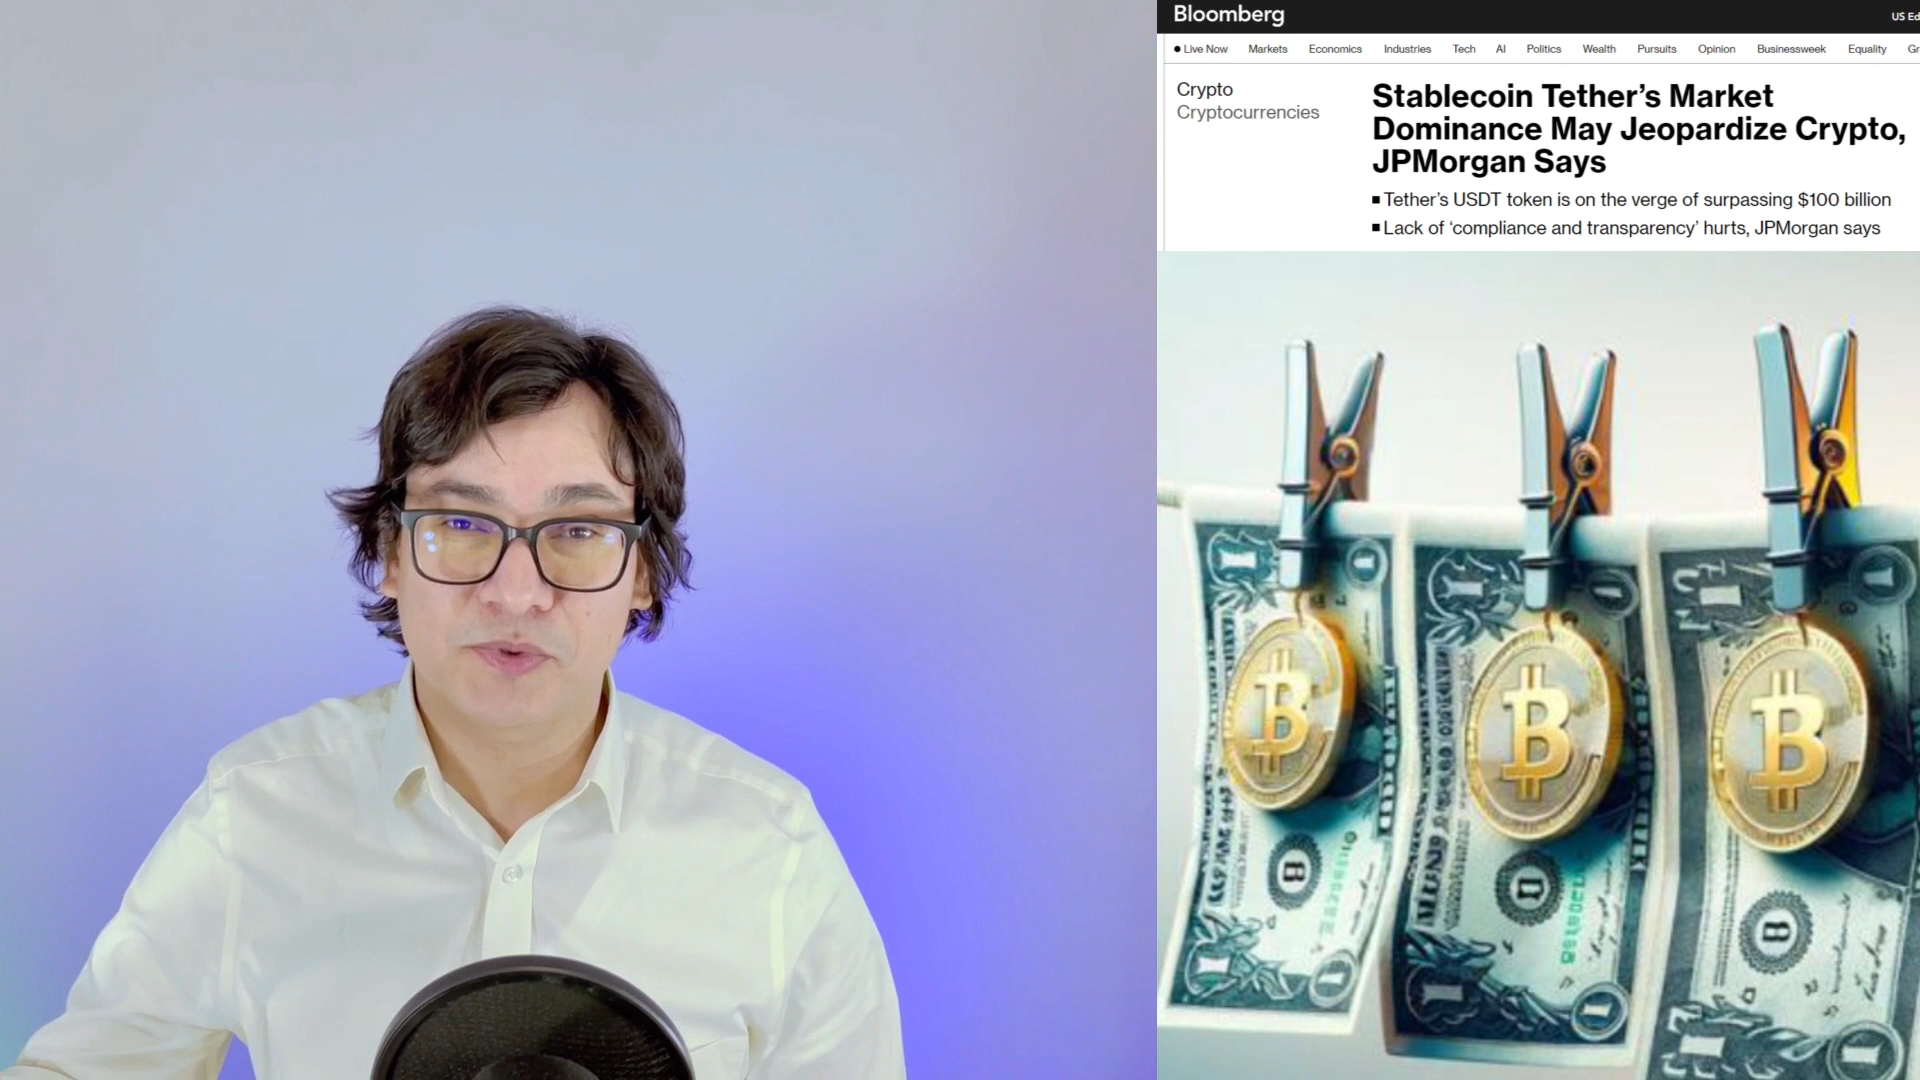 Bloomberg
US Ed
Live Now Markets Economics Industries Tech AI Politics Wealth Pursuits Opinion Businessweek Equality Gr
Crypto
Cryptocurrencies
Stablecoin Tether's Market
Dominance May Jeopardize Crypto,
JPMorgan Says
Tether's USDT token is on the verge of surpassing $100 billion
Lack of ‘compliance and transparency’ hurts, JPMorgan says